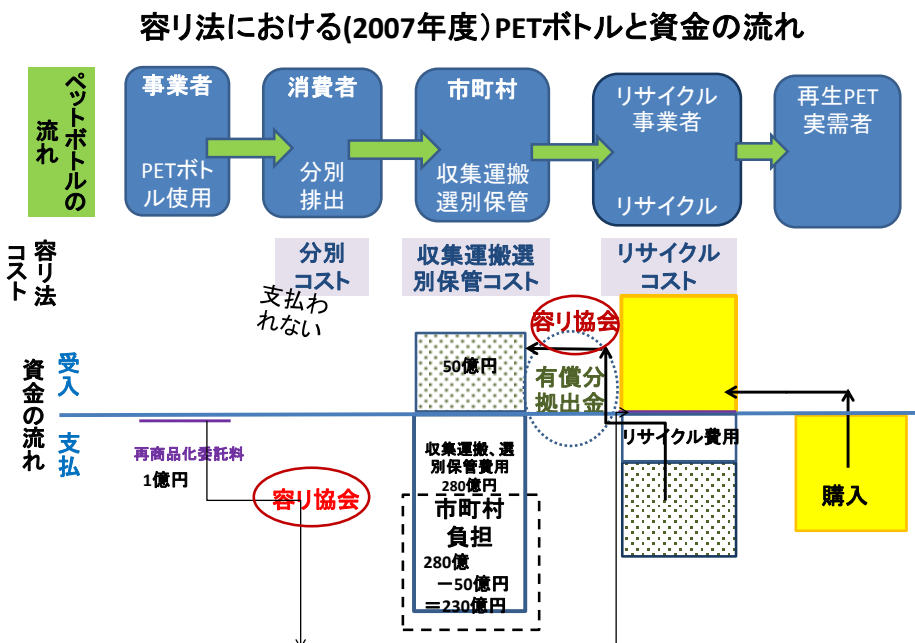 容リ法における(2007年度)PETボトルと資金の流れ
ペットボトルの
流れ
事業者
PETボト
ル使用
消費者
分別
排出
市町村
収集運搬
選別保管
リサイクル
事業者
リサイクル
再生PET
実需者
容リ法
コスト
分別
コスト
収集運搬選
別保管コスト
リサイクル
コスト
支払わ
れない
容リ協会
資金の流れ
受入
支払
50億円
有償分
拠出金
再商品化委託料
1億円
容リ協会
収集運搬、選
別保管費用
280億円
市町村
負担
280億
－50億円
＝230億円
リサイクル費用
購入